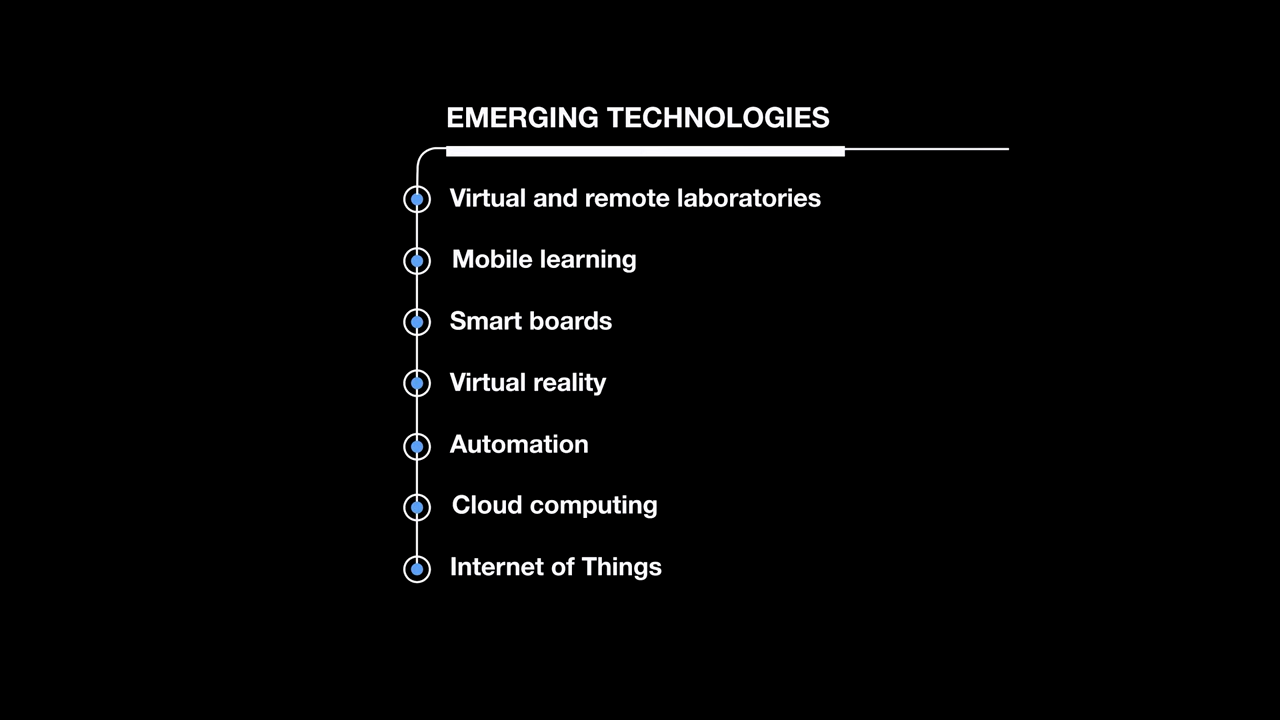 EMERGING TECHNOLOGIES
Virtual and remote laboratories
Mobile learning
Smart boards
Virtual reality
Automation
Cloud computing
Internet of Things